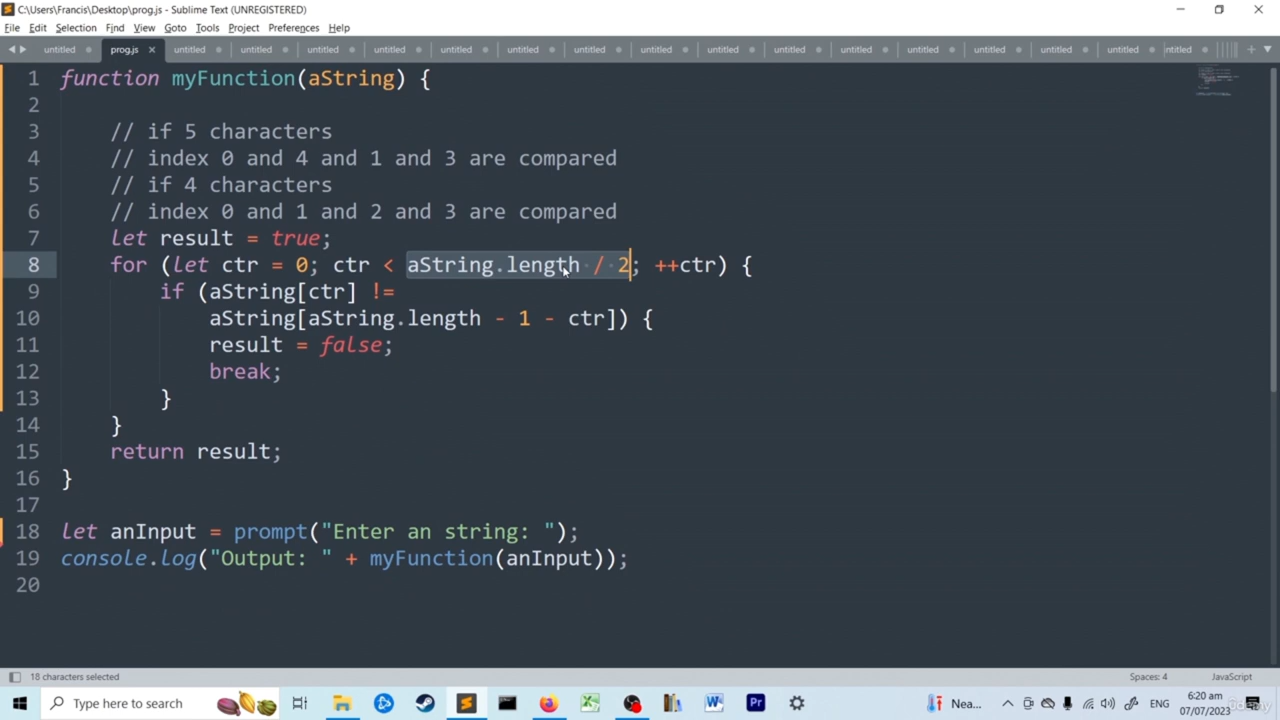 C:\Users\Francis\Desktop\prog.js - Sublime Text (UNREGISTERED)
File Edit Selection Find View Goto Tools Project Preferences Help
untitled prog.js untitled untitled untitled untitled untitled untitled untitled untitled untitled untitled untitled untitled untitled untitled untitled ntitled
1 function myFunction(aString) {
2
3 // if 5 characters
4 // index 0 and 4 and 1 and 3 are compared
5 // if 4 characters
6 // index 0 and 1 and 2 and 3 are compared
7 let result = true;
8 for (let ctr = 0; ctr < aString.length / 2; ++ctr) {
9 if (aString[ctr] !=
10 aString[aString.length - 1 - ctr]) {
11 result = false;
12 break;
13 }
14 }
15 return result;
16 }
17
18 let anInput = prompt("Enter an string: ");
19 console.log("Output: " + myFunction(anInput));
20
18 characters selected Spaces: 4 JavaScript
Type here to search Nea... ENG 6:20 am
07/07/2023
Udemy